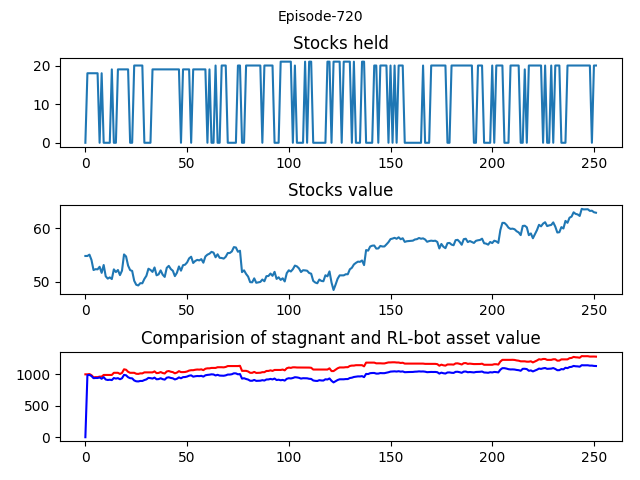 Episode-720
Stocks held
20
10
0
0 50 100 150 200 250
Stocks value
60
50
0 50 100 150 200 250
Comparision of stagnant and RL-bot asset value
1000
500
0
0 50 100 150 200 250